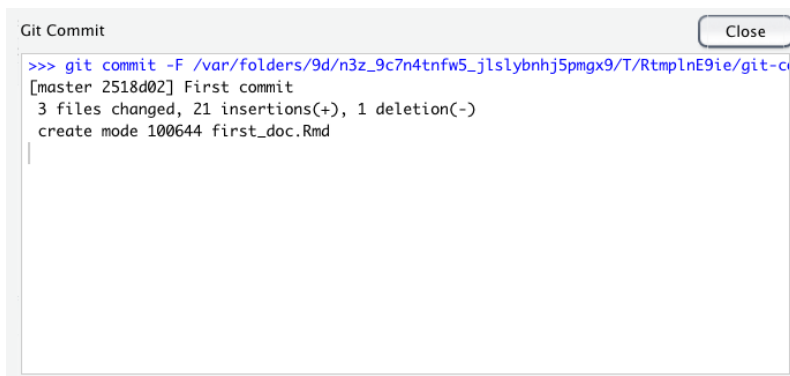 Git Commit
Close
>>> git commit -F /var/folders/9d/n3z_9c7n4tnfw5_jlslybnhj5pmgx9/T/RtmplnE9ie/git-c
[master 2518d02] First commit
3 files changed, 21 insertions(+), 1 deletion(-)
create mode 100644 first_doc.Rmd